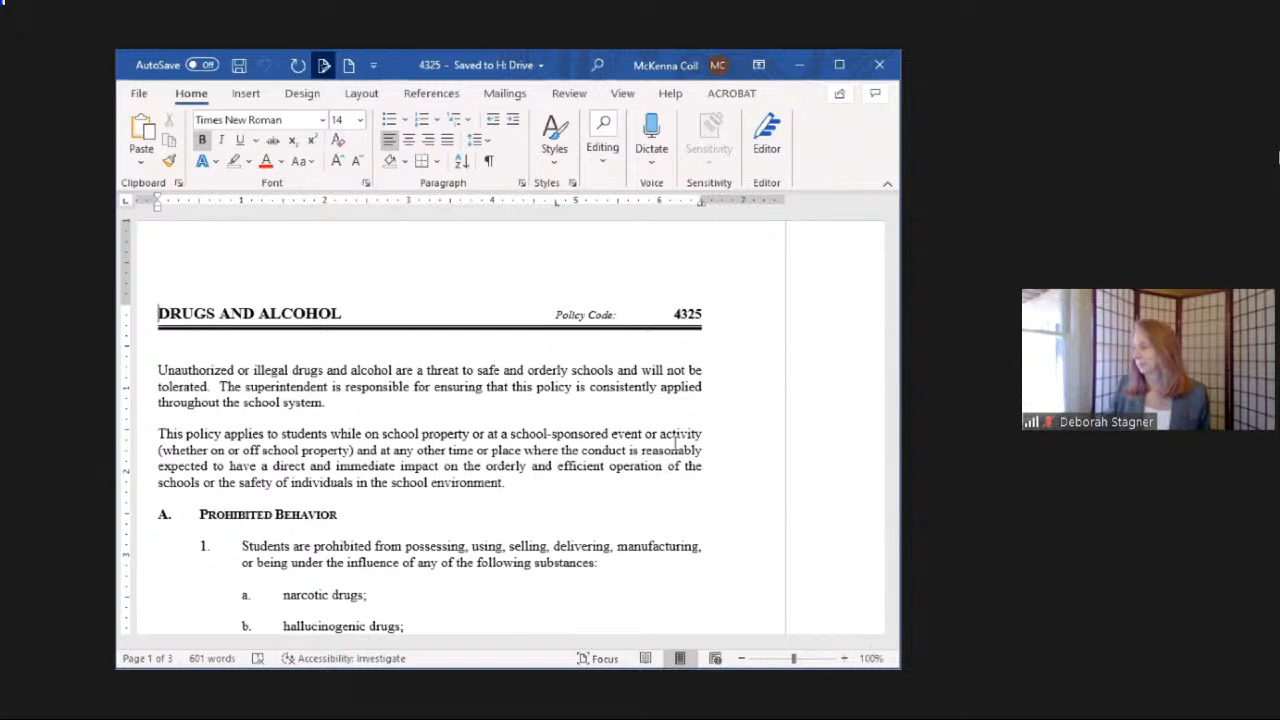 AutoSave Off 4325 - Saved to H: Drive McKenna Coll MC
File Home Insert Design Layout References Mailings Review View Help ACROBAT
Times New Roman 14
Paste Styles Editing Dictate Sensitivity Editor
Clipboard Font Paragraph Styles Voice Sensitivity Editor
1 2 3 4 5 6 7
DRUGS AND ALCOHOL Policy Code: 4325
Unauthorized or illegal drugs and alcohol are a threat to safe and orderly schools and will not be
tolerated. The superintendent is responsible for ensuring that this policy is consistently applied
throughout the school system.
This policy applies to students while on school property or at a school-sponsored event or activity
(whether on or off school property) and at any other time or place where the conduct is reasonably
expected to have a direct and immediate impact on the orderly and efficient operation of the
schools or the safety of individuals in the school environment.
A. PROHIBITED BEHAVIOR
1. Students are prohibited from possessing, using, selling, delivering, manufacturing,
or being under the influence of any of the following substances:
a. narcotic drugs;
b. hallucinogenic drugs;
Page 1 of 3 601 words Accessibility: Investigate Focus 100%
Deborah Stagner